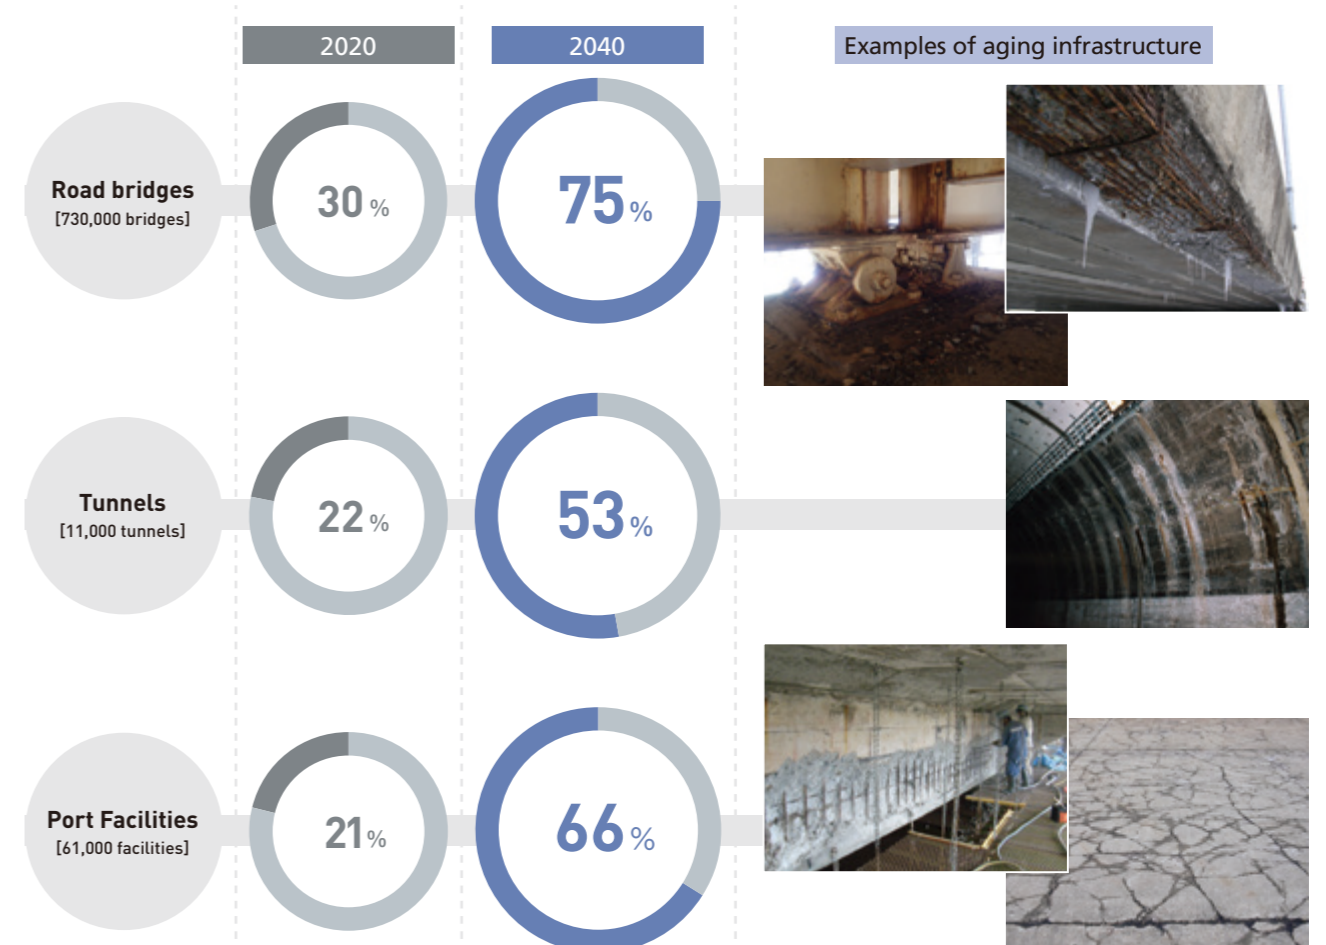 2020
2040
Examples of aging infrastructure
Road bridges
[730,000 bridges]
30 %
75 %
Tunnels
[11,000 tunnels]
22 %
53 %
Port Facilities
[61,000 facilities]
21 %
66 %